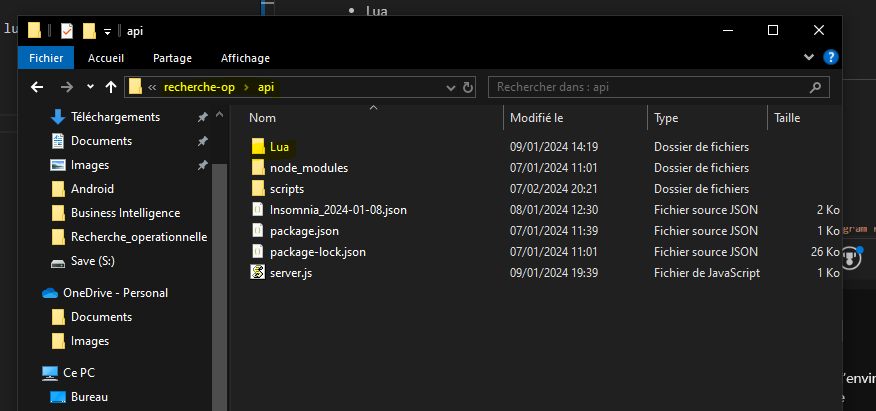 Lua
lu
api
Fichier Accueil Partage Affichage
« recherche-op > api Rechercher dans : api
Nom Modifié le Type Taille
Téléchargements
Documents
Images
Android
Business Intelligence
Recherche_operationnelle
Save (S:)
OneDrive - Personal
Documents
Images
Ce PC
Bureau
Lua 09/01/2024 14:19 Dossier de fichiers
node_modules 07/01/2024 11:01 Dossier de fichiers
scripts 07/02/2024 20:21 Dossier de fichiers
Insomnia_2024-01-08.json 08/01/2024 12:30 Fichier source JSON 2 Ko
package.json 07/01/2024 11:39 Fichier source JSON 1 Ko
package-lock.json 07/01/2024 11:01 Fichier source JSON 26 Ko
server.js 09/01/2024 19:39 Fichier de JavaScript 1 Ko
gram
l'envir
e